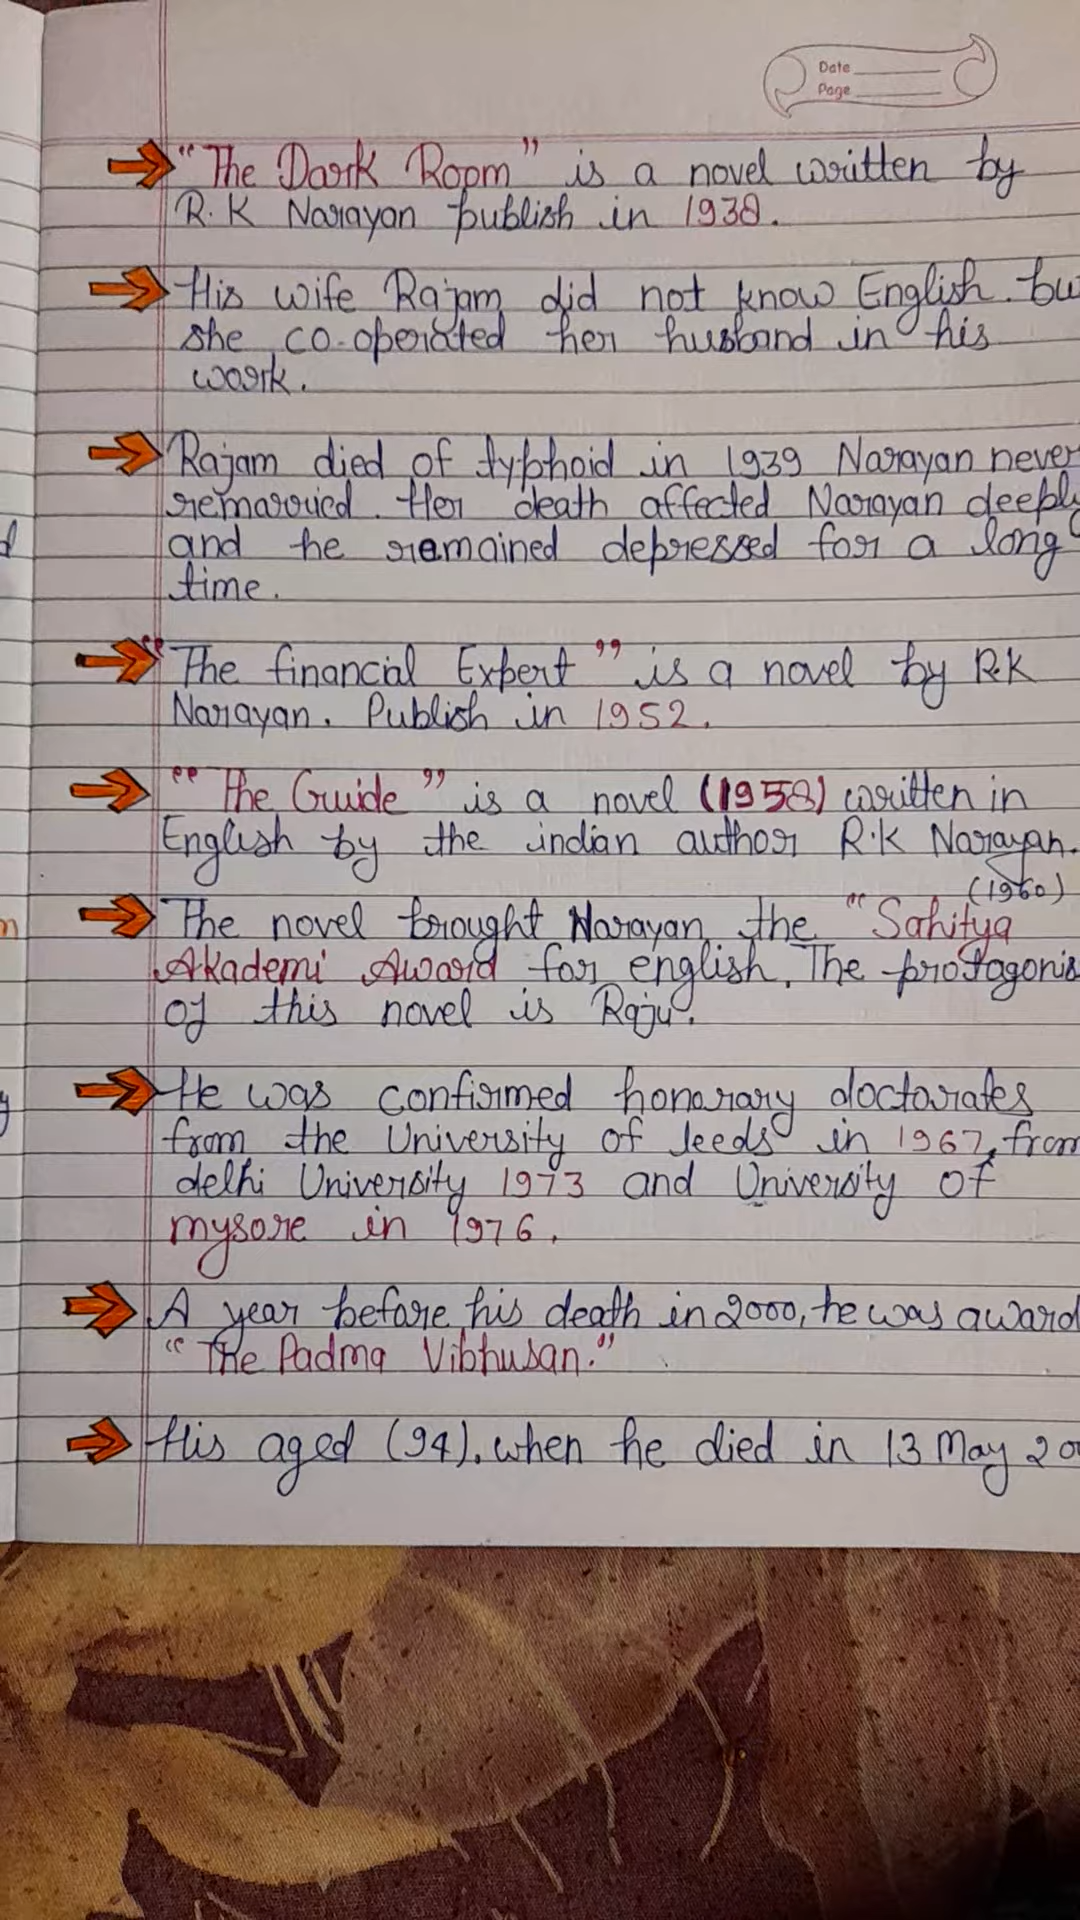 Date
Page
"The Dark Room" is a novel written by
R.K Narayan publish in 1938.
His wife Rajam did not know English. bu
she co-operated her husband in his
work.
Rajam died of typhoid in 1939 Narayan never
remarried. Her death affected Narayan deeply
and he remained depressed for a long
time.
"The financial Expert" is a novel by R.K
Narayan. Publish in 1952.
"The Guide" is a novel (1958) written in
English by the indian author R.K Narayan.
(1960)
The novel brought Narayan the "Sahitya
Akademi Award for english. The protagonis
of this novel is Raju".
He was confirmed honorary doctorates
from the University of leeds in 1967, from
delhi University 1973 and University of
mysore in 1976.
A year before his death in 2000, he was award
"The Padma Vibhusan."
His aged (94). when he died in 13 May 20